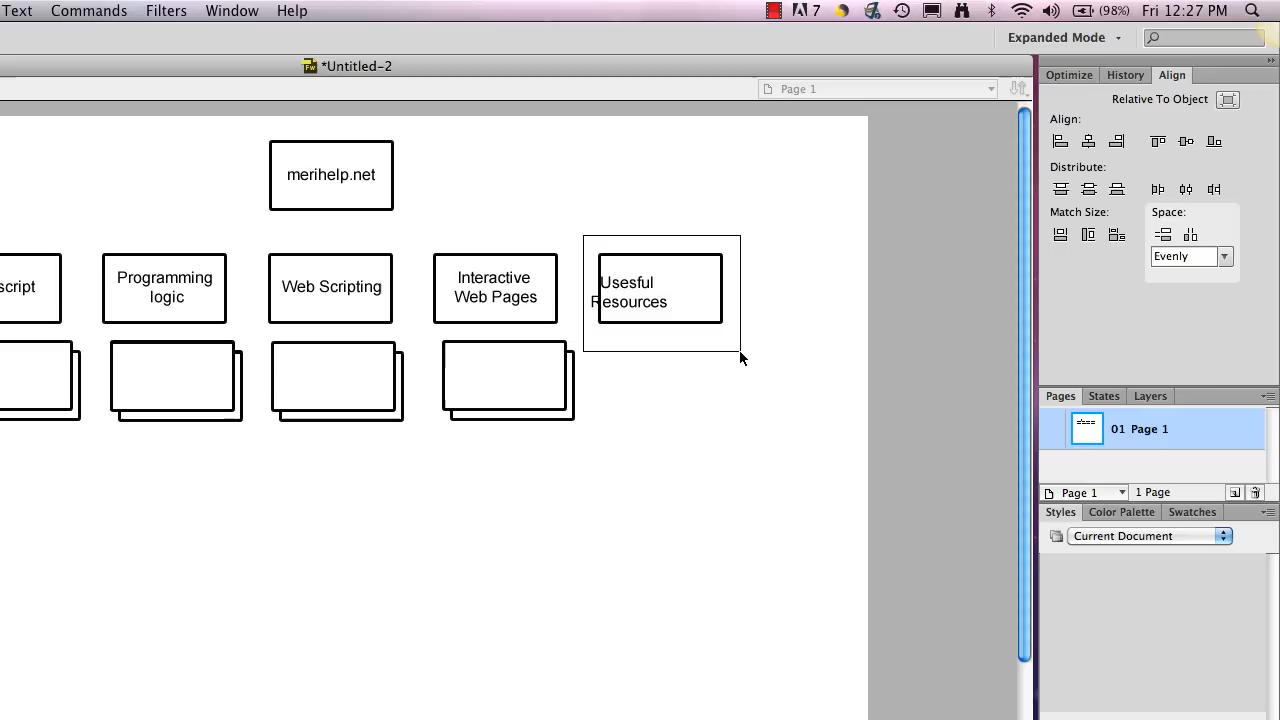 Text Commands Filters Window Help 7 (98%) Fri 12:27 PM
Expanded Mode
Fw *Untitled-2
Page 1
Optimize History Align
Relative To Object
Align:
Distribute:
Match Size: Space:
Evenly
merihelp.net
script
Programming
logic
Web Scripting
Interactive
Web Pages
Usesful
Resources
Pages States Layers
01 Page 1
Page 1 1 Page
Styles Color Palette Swatches
Current Document